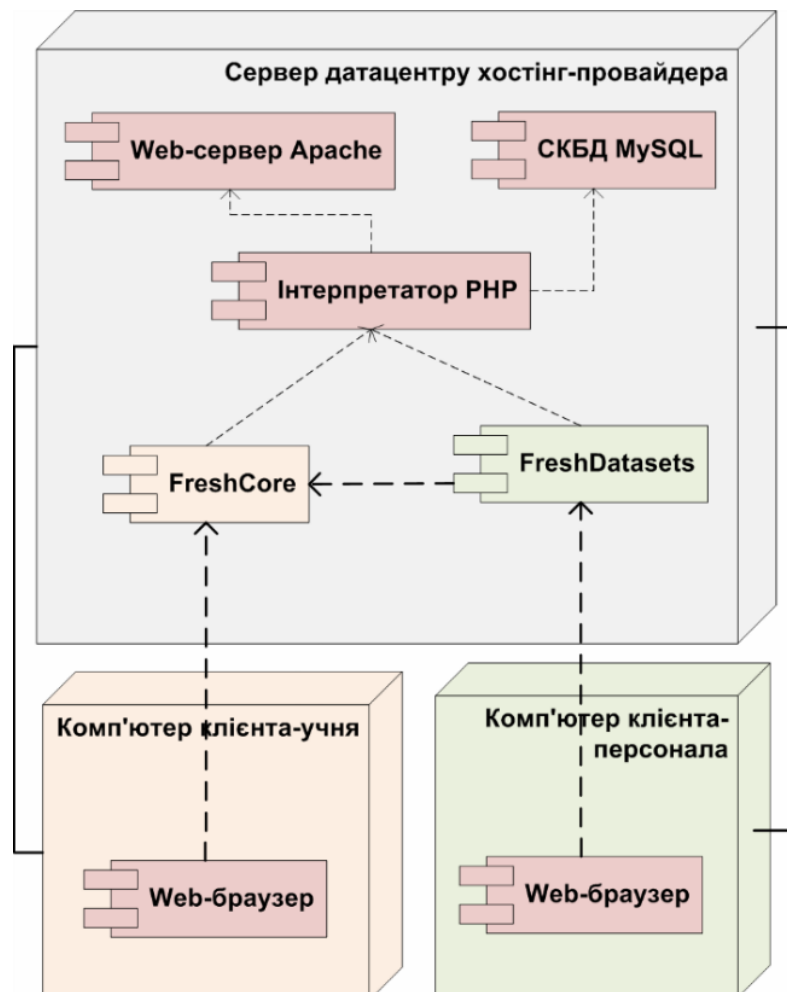 Сервер датацентру хостінг-провайдера
Web-сервер Apache
СКБД MySQL
Інтерпретатор PHP
FreshCore
FreshDatasets
Комп'ютер клієнта-учня
Комп'ютер клієнта-
персонала
Web-браузер
Web-браузер